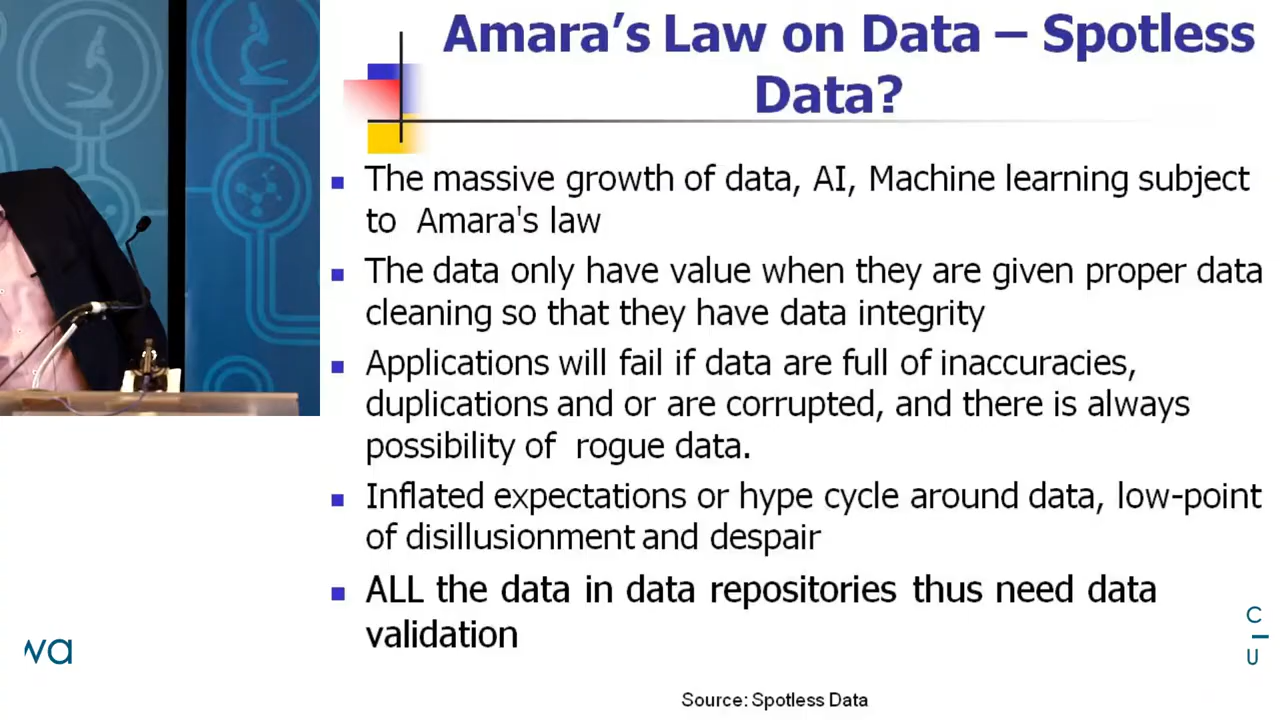 Amara’s Law on Data – Spotless
Data?
The massive growth of data, AI, Machine learning subject
to Amara's law
The data only have value when they are given proper data
cleaning so that they have data integrity
Applications will fail if data are full of inaccuracies,
duplications and or are corrupted, and there is always
possibility of rogue data.
Inflated expectations or hype cycle around data, low-point
of disillusionment and despair
ALL the data in data repositories thus need data
validation
wa
C
U
Source: Spotless Data